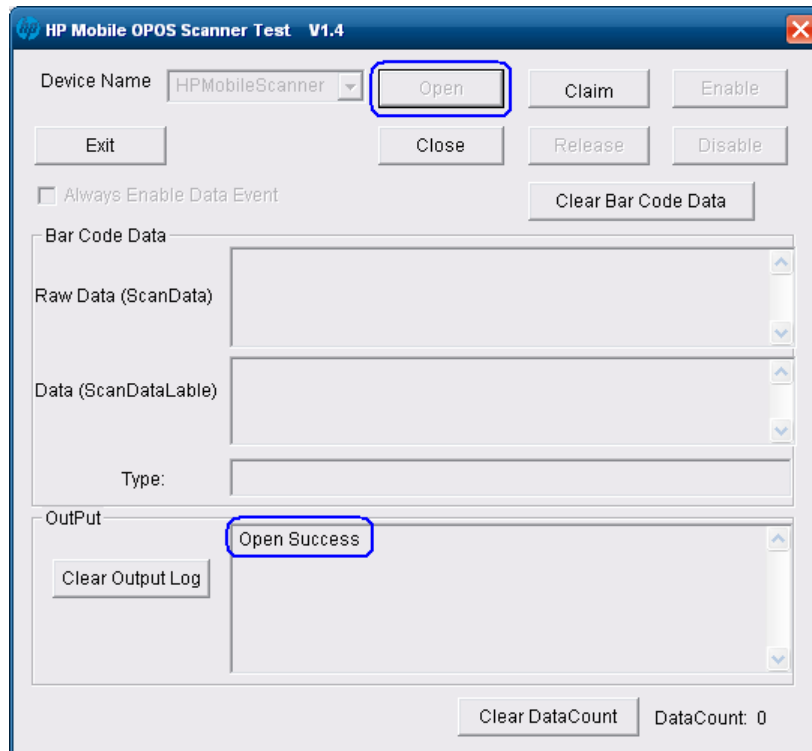 HP Mobile OPOS Scanner Test V1.4
Device Name HPMobileScanner Open Claim Enable
Exit Close Release Disable
Always Enable Data Event Clear Bar Code Data
Bar Code Data
Raw Data (ScanData)
Data (ScanDataLable)
Type:
OutPut
Open Success
Clear Output Log
Clear DataCount DataCount: 0